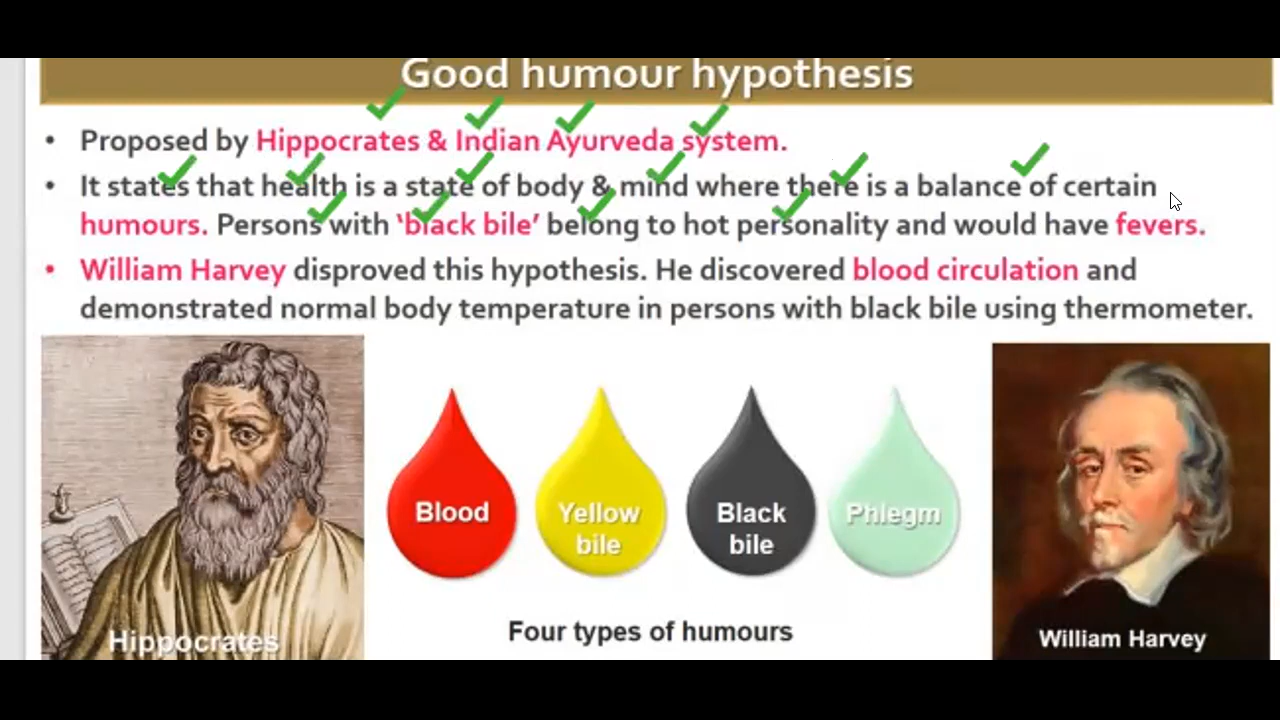 Good humour hypothesis
• Proposed by Hippocrates & Indian Ayurveda system.
• It states that health is a state of body & mind where there is a balance of certain
humours. Persons with ‘black bile’ belong to hot personality and would have fevers.
• William Harvey disproved this hypothesis. He discovered blood circulation and
demonstrated normal body temperature in persons with black bile using thermometer.
Blood
Yellow
bile
Black
bile
Phlegm
Four types of humours
Hippocrates
William Harvey